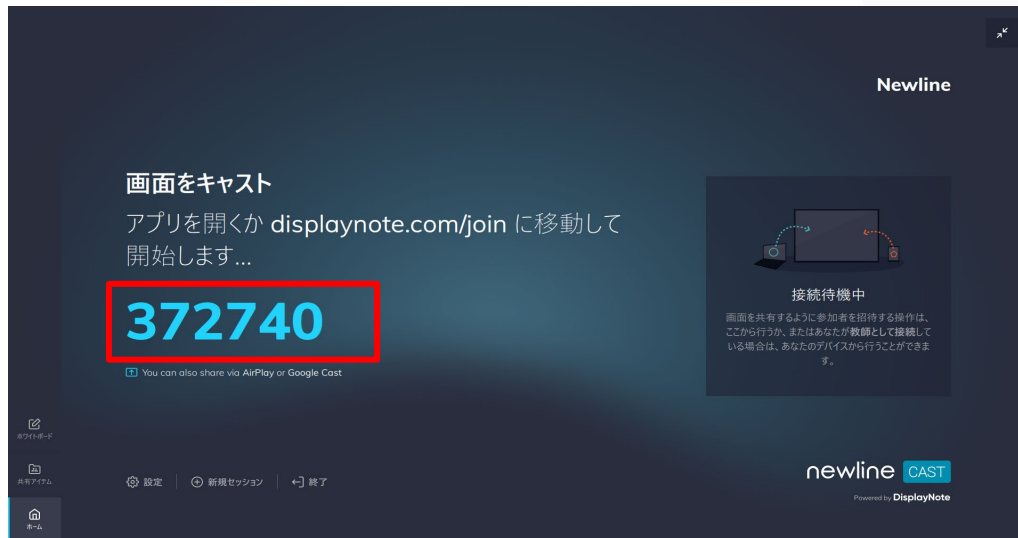 Newline
画面をキャスト
アプリを開くか displaynote.com/join に移動して
開始します...
372740
You can also share via AirPlay or Google Cast
接続待機中
画面を共有するように参加者を招待する操作は、
ここから行うか、またはあなたが教師として接続して
いる場合は、あなたのデバイスから行うことができま
す。
ホワイトボード
共有アイテム
ホーム
設定
新規セッション
終了
newline CAST
Powered by DisplayNote